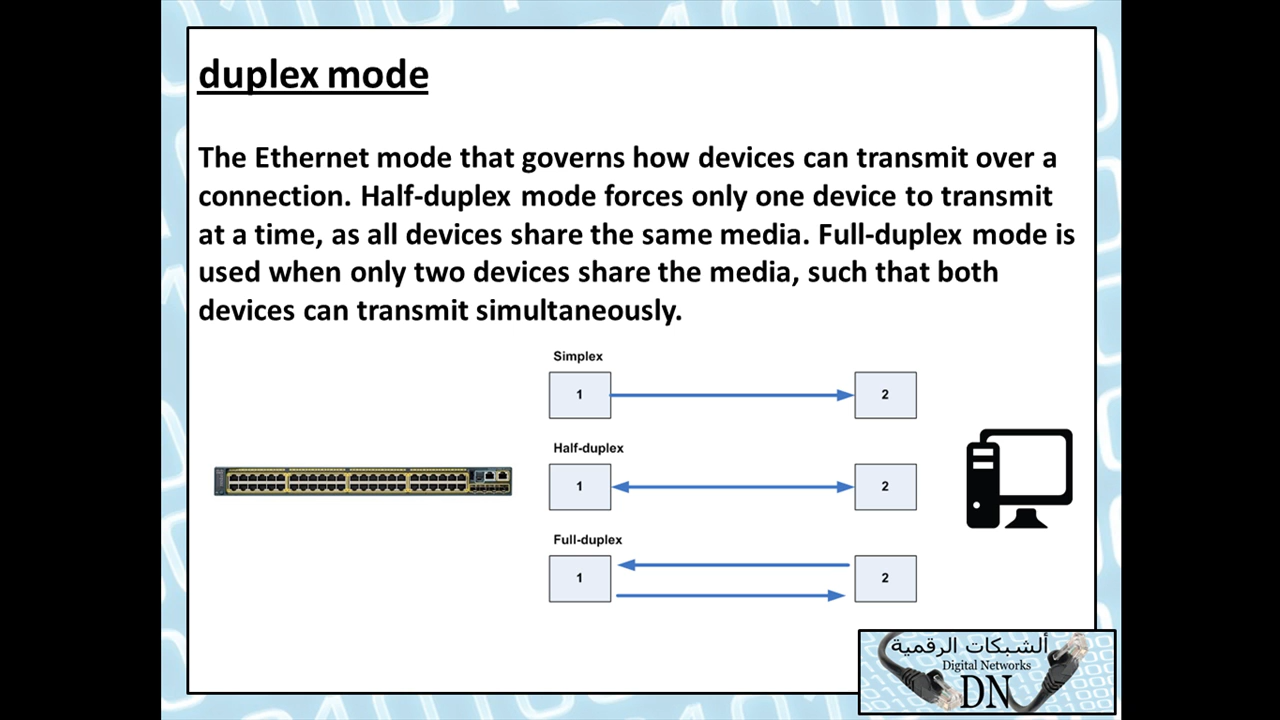 duplex mode
The Ethernet mode that governs how devices can transmit over a
connection. Half-duplex mode forces only one device to transmit
at a time, as all devices share the same media. Full-duplex mode is
used when only two devices share the media, such that both
devices can transmit simultaneously.
Simplex
1 2
Half-duplex
1 2
Full-duplex
1 2
ألشبكات الرقمية
Digital Networks
DN